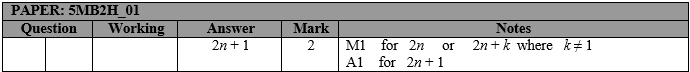 PAPER: 5MB2H_01
Question Working Answer Mark Notes
2n + 1 2 M1 for 2n or 2n + k where k ≠ 1
A1 for 2n + 1